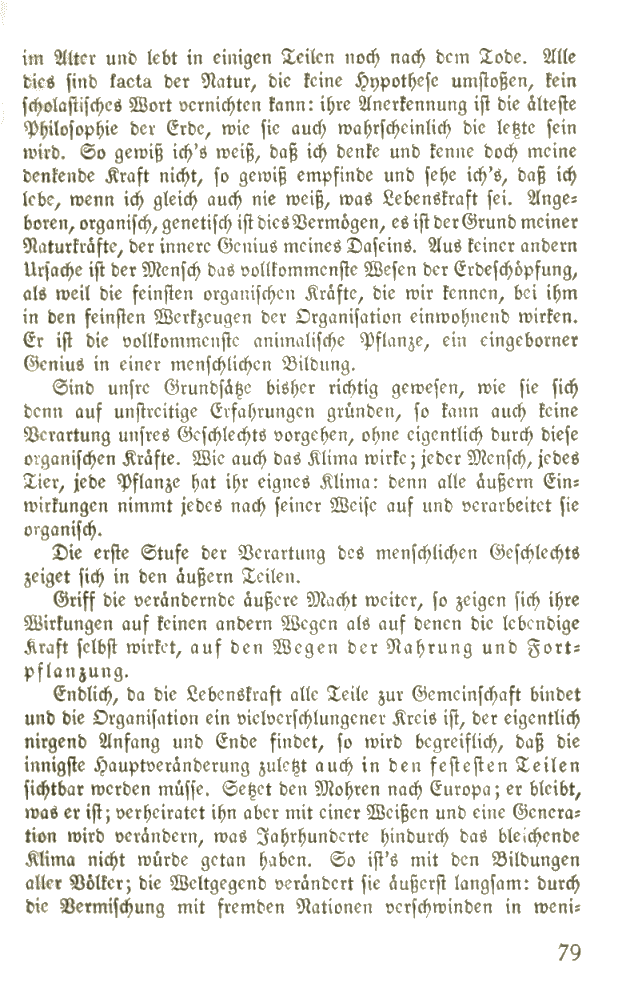 im Alter und lebt in einigen Teilen noch nach dem Tode. Alle
dies sind facta der Natur, die keine Hypothese umstoßen, kein
scholastisches Wort vernichten kann: ihre Anerkennung ist die älteste
Philosophie der Erde, wie sie auch wahrscheinlich die letzte sein
wird. So gewiß ich's weiß, daß ich denke und kenne doch meine
denkende Kraft nicht, so gewiß empfinde und sehe ich's, daß ich
lebe, wenn ich gleich auch nie weiß, was Lebenskraft sei. Ange-
boren, organisch, genetisch ist dies Vermögen, es ist der Grund meiner
Naturkräfte, der innere Genius meines Daseins. Aus keiner andern
Ursache ist der Mensch das vollkommenste Wesen der Erdeschöpfung,
als weil die feinsten organischen Kräfte, die wir kennen, bei ihm
in den feinsten Werkzeugen der Organisation einwohnend wirken.
Er ist die vollkommenste animalische Pflanze, ein eingeborner
Genius in einer menschlichen Bildung.
Sind unsre Grundsätze bisher richtig gewesen, wie sie sich
denn auf unstreitige Erfahrungen gründen, so kann auch keine
Verartung unsres Geschlechts vorgehen, ohne eigentlich durch diese
organischen Kräfte. Wie auch das Klima wirke; jeder Mensch, jedes
Tier, jede Pflanze hat ihr eignes Klima: denn alle äußern Ein-
wirkungen nimmt jedes nach seiner Weise auf und verarbeitet sie
organisch.
Die erste Stufe der Verartung des menschlichen Geschlechts
zeiget sich in den äußern Teilen.
Griff die verändernde äußere Macht weiter, so zeigen sich ihre
Wirkungen auf keinen andern Wegen als auf denen die lebendige
Kraft selbst wirket, auf den Wegen der Nahrung und Fort-
pflanzung.
Endlich, da die Lebenskraft alle Teile zur Gemeinschaft bindet
und die Organisation ein vielverschlungener Kreis ist, der eigentlich
nirgend Anfang und Ende findet, so wird begreiflich, daß die
innigste Hauptveränderung zuletzt auch in den festesten Teilen
sichtbar werden müsse. Setzet den Mohren nach Europa; er bleibt,
was er ist; verheiratet ihn aber mit einer Weißen und eine Genera-
tion wird verändern, was Jahrhunderte hindurch das bleichende
Klima nicht würde getan haben. So ist's mit den Bildungen
aller Völker; die Weltgegend verändert sie äußerst langsam: durch
die Vermischung mit fremden Nationen verschwinden in weni-
79